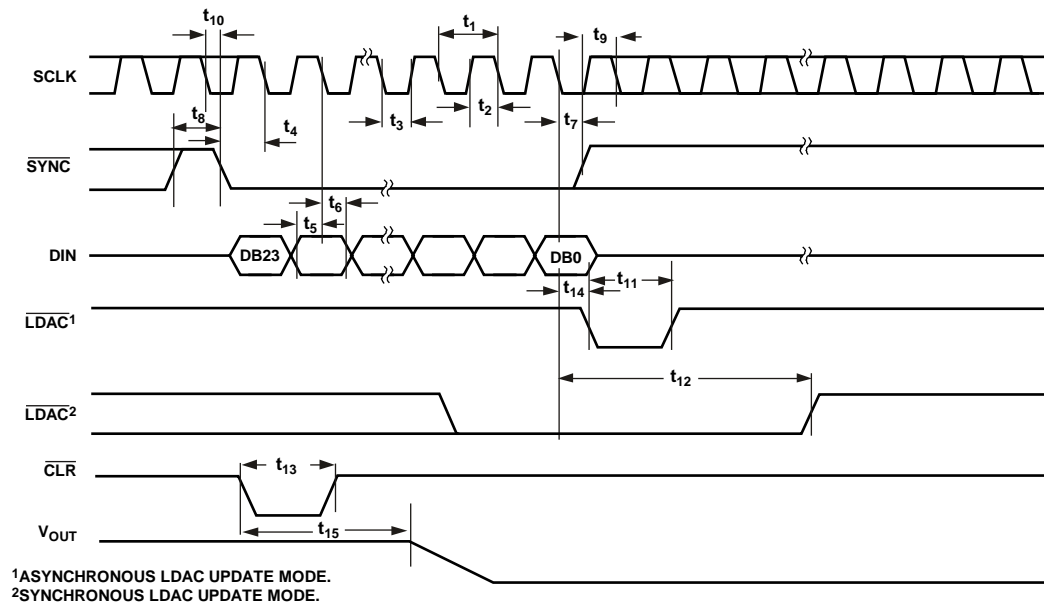 t10
t1
t9
SCLK
t8
t4
t3
t2
t7
SYNC
t6
t5
DIN
DB23
DB0
t14
t11
LDAC1
t12
LDAC2
CLR
t13
VOUT
t15
1ASYNCHRONOUS LDAC UPDATE MODE.
2SYNCHRONOUS LDAC UPDATE MODE.